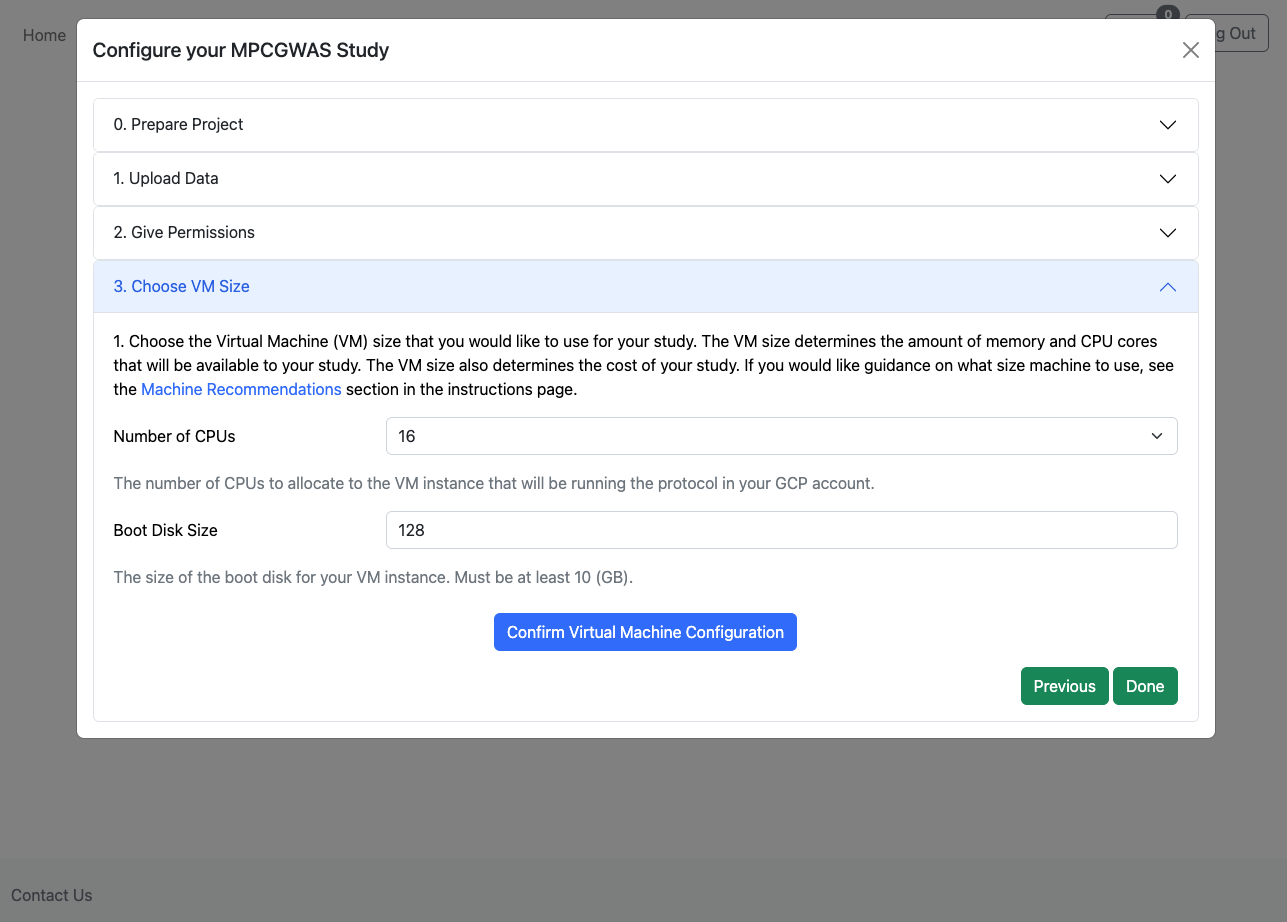 Home
0
g Out
Configure your MPCGWAS Study
0. Prepare Project
1. Upload Data
2. Give Permissions
3. Choose VM Size
1. Choose the Virtual Machine (VM) size that you would like to use for your study. The VM size determines the amount of memory and CPU cores
that will be available to your study. The VM size also determines the cost of your study. If you would like guidance on what size machine to use, see
the Machine Recommendations section in the instructions page.
Number of CPUs
16
The number of CPUs to allocate to the VM instance that will be running the protocol in your GCP account.
Boot Disk Size
128
The size of the boot disk for your VM instance. Must be at least 10 (GB).
Confirm Virtual Machine Configuration
Previous
Done
Contact Us